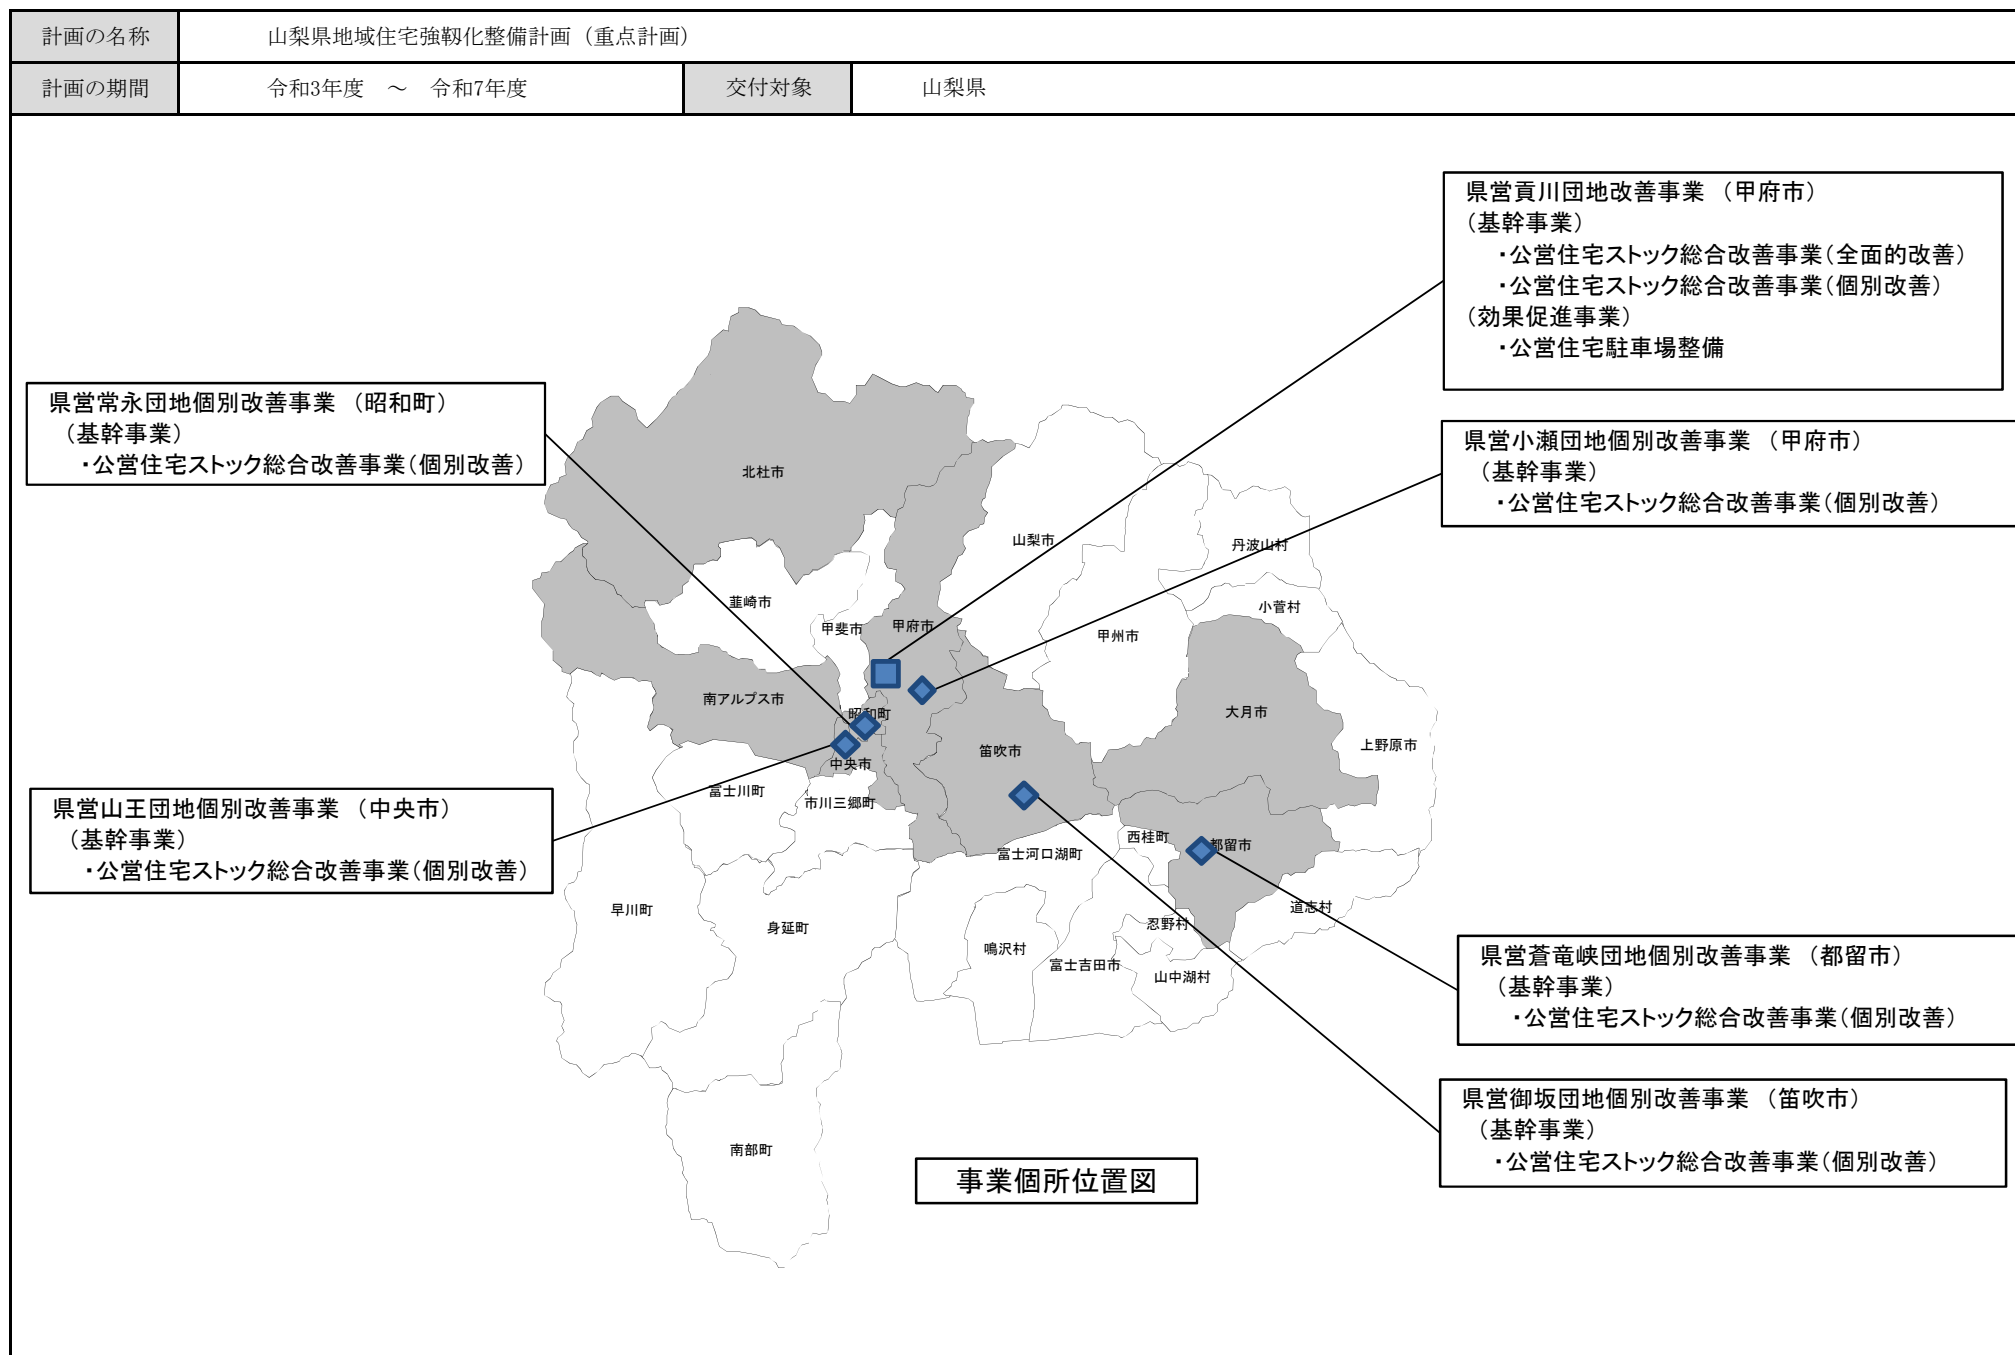 計画の名称 山梨県地域住宅強靱化整備計画（重点計画）
計画の期間 令和3年度 ～ 令和7年度 交付対象 山梨県
県営貢川団地改善事業 （甲府市）
（基幹事業）
・公営住宅ストック総合改善事業（全面的改善）
・公営住宅ストック総合改善事業（個別改善）
（効果促進事業）
・公営住宅駐車場整備
県営常永団地個別改善事業 （昭和町）
（基幹事業）
・公営住宅ストック総合改善事業（個別改善）
県営小瀬団地個別改善事業 （甲府市）
（基幹事業）
・公営住宅ストック総合改善事業（個別改善）
北杜市
山梨市
丹波山村
韮崎市
小菅村
甲斐市
甲府市
甲州市
南アルプス市
昭和町
大月市
笛吹市
上野原市
中央市
富士川町
市川三郷町
県営山王団地個別改善事業 （中央市）
（基幹事業）
・公営住宅ストック総合改善事業（個別改善）
西桂町
都留市
富士河口湖町
早川町
身延町
道志村
忍野村
鳴沢村
富士吉田市
山中湖村
県営蒼竜峡団地個別改善事業 （都留市）
（基幹事業）
・公営住宅ストック総合改善事業（個別改善）
県営御坂団地個別改善事業 （笛吹市）
（基幹事業）
・公営住宅ストック総合改善事業（個別改善）
南部町
事業個所位置図